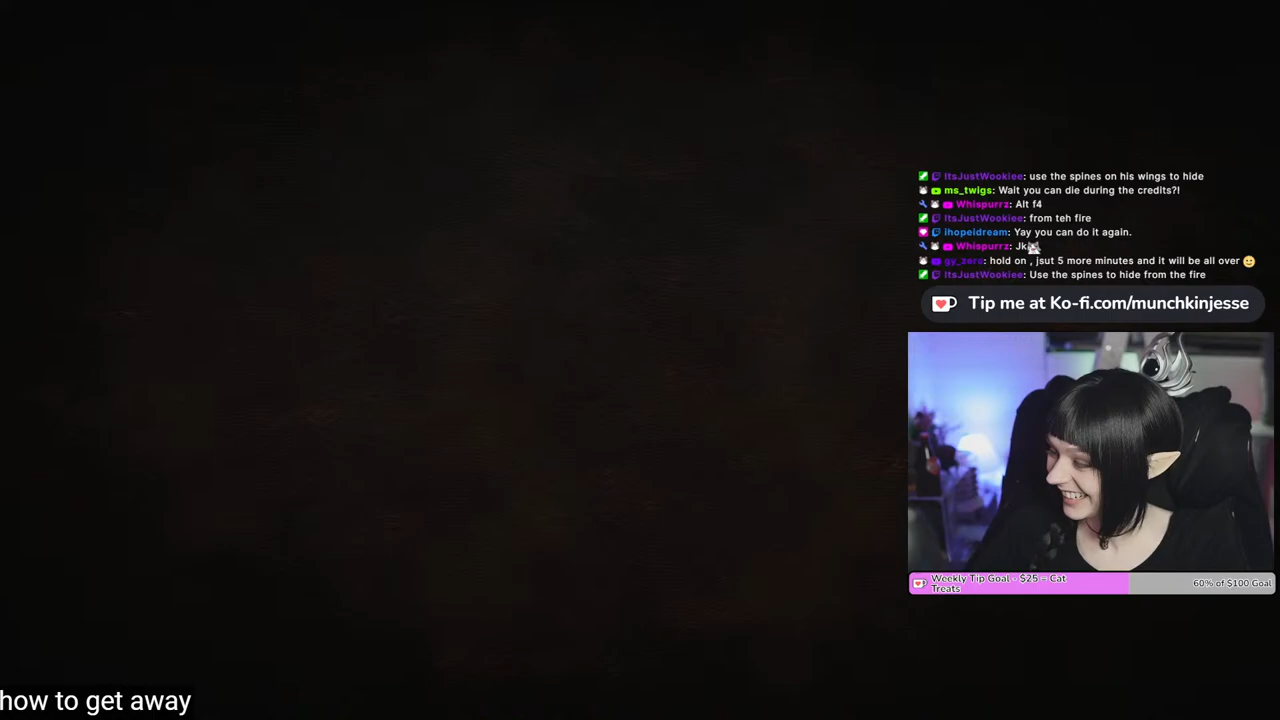 ItsJustWookiee: use the spines on his wings to hide
ms_twigs: Wait you can die during the credits?!
Whispurrz: Alt f4
ItsJustWookiee: from teh fire
ihopeidream: Yay you can do it again.
Whispurrz: Jk
gy_zero: hold on , jsut 5 more minutes and it will be all over
ItsJustWookiee: Use the spines to hide from the fire
Tip me at Ko-fi.com/munchkinjesse
Weekly Tip Goal - $25 = Cat
Treats
60% of $100 Goal
how to get away